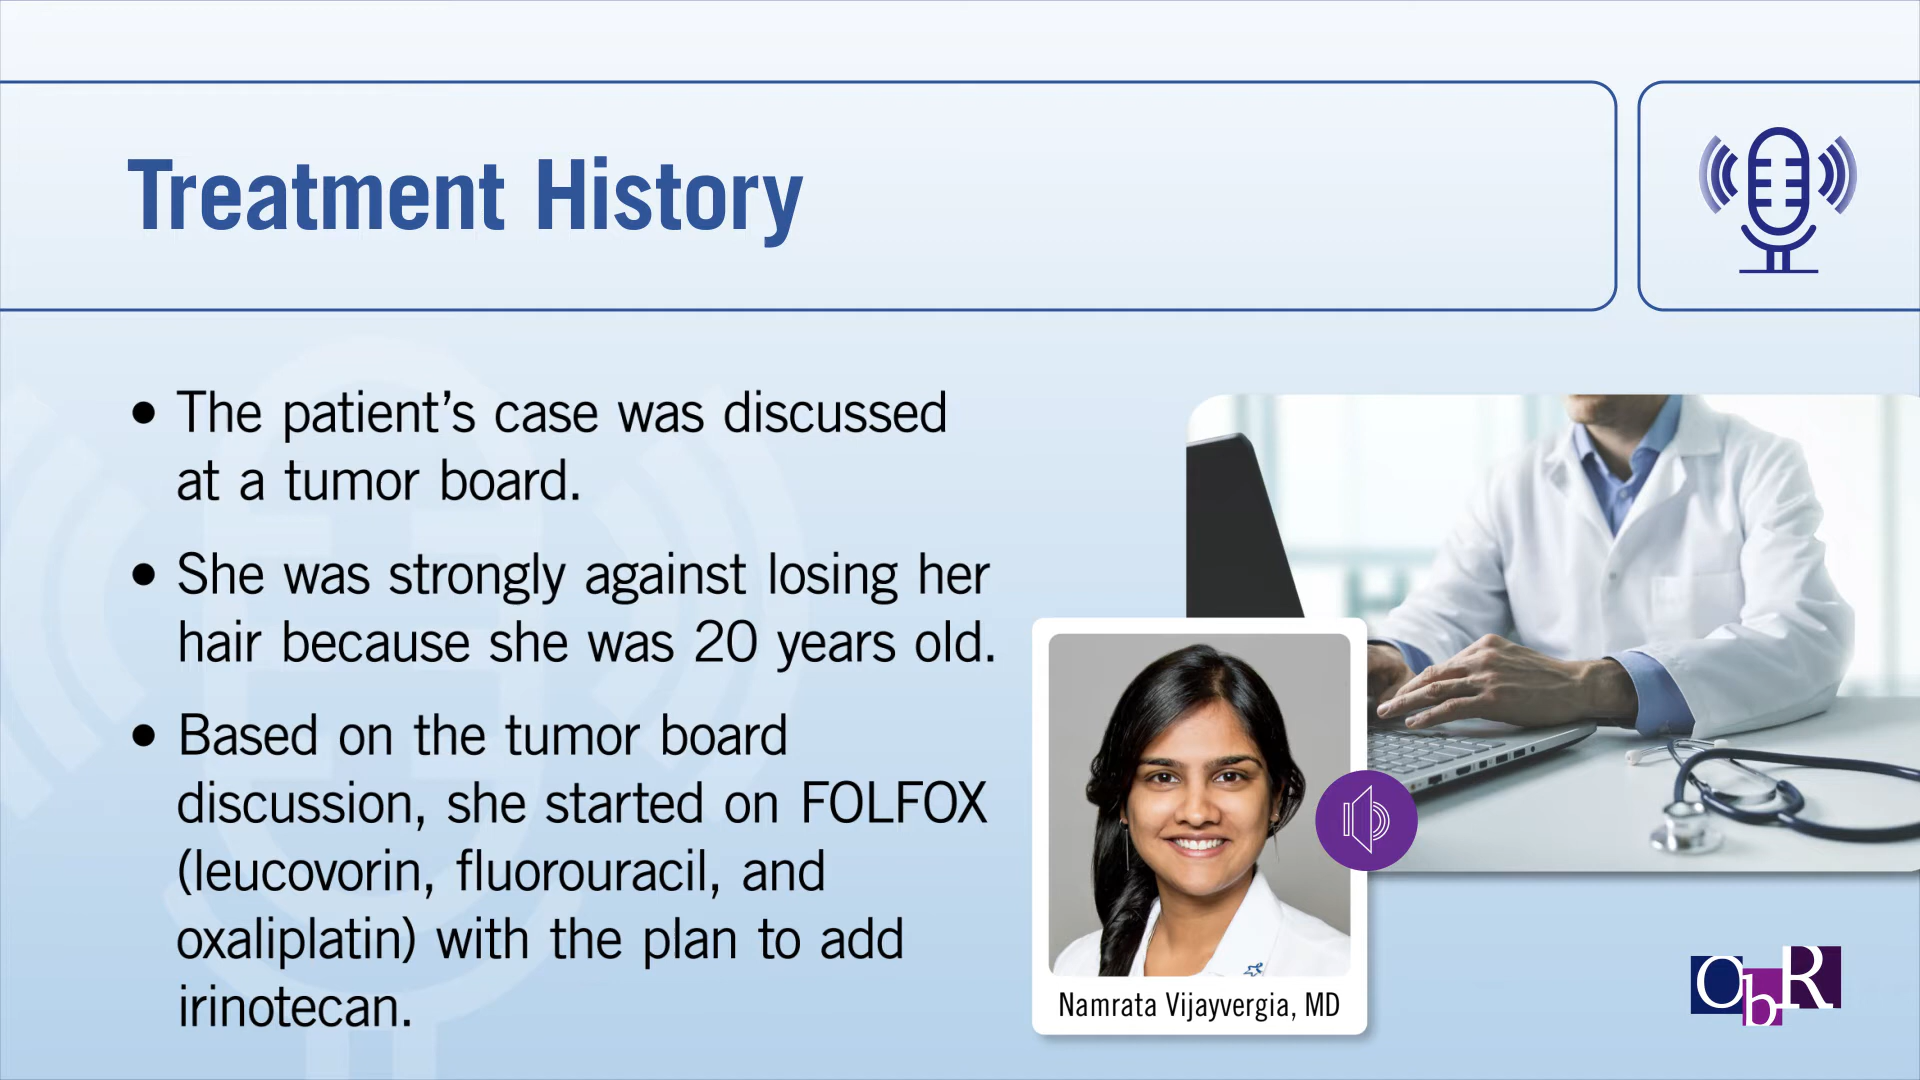 Treatment History
• The patient’s case was discussed
at a tumor board.
• She was strongly against losing her
hair because she was 20 years old.
• Based on the tumor board
discussion, she started on FOLFOX
(leucovorin, fluorouracil, and
oxaliplatin) with the plan to add
irinotecan.
Namrata Vijayvergia, MD
ObR